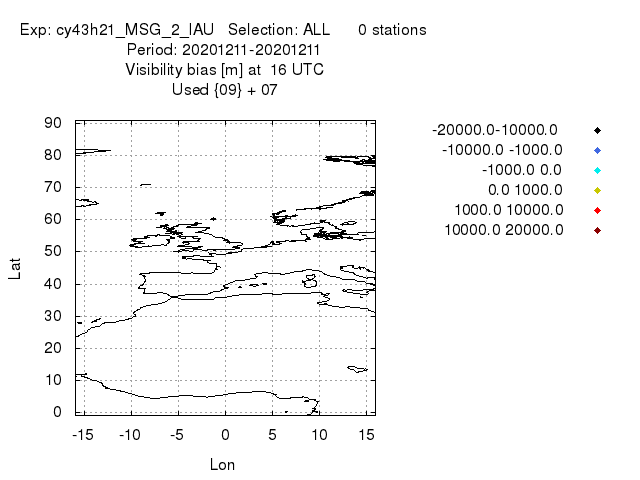 Exp: cy43h21_MSG_2_IAU Selection: ALL 0 stations
Period: 20201211-20201211
Visibility bias [m] at 16 UTC
Used {09} + 07
-20000.0-10000.0
-10000.0 -1000.0
-1000.0 0.0
0.0 1000.0
1000.0 10000.0
10000.0 20000.0
90
80
70
60
50
40
30
20
10
0
Lat
-15 -10 -5 0 5 10 15
Lon